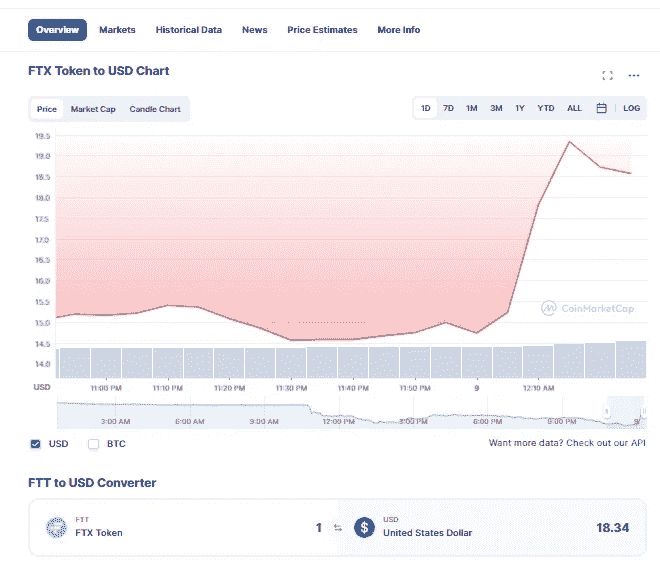 Overview Markets Historical Data News Price Estimates More Info
FTX Token to USD Chart
Price Market Cap Candle Chart 1D 7D 1M 3M 1Y YTD ALL LOG
19.5
19.0
18.5
18.0
17.5
17.0
16.5
16.0
15.5
CoinMarketCap
15.0
14.5
14.0
USD 11:00 PM 11:10 PM 11:20 PM 11:30 PM 11:40 PM 11:50 PM 9 12:10 AM
3:00 AM 6:00 AM 9:00 AM 12:00 PM 3:00 PM 6:00 PM 9:00 PM 9
USD BTC Want more data? Check out our API
FTT to USD Converter
FTT USD
FTX Token 1 United States Dollar 18.34